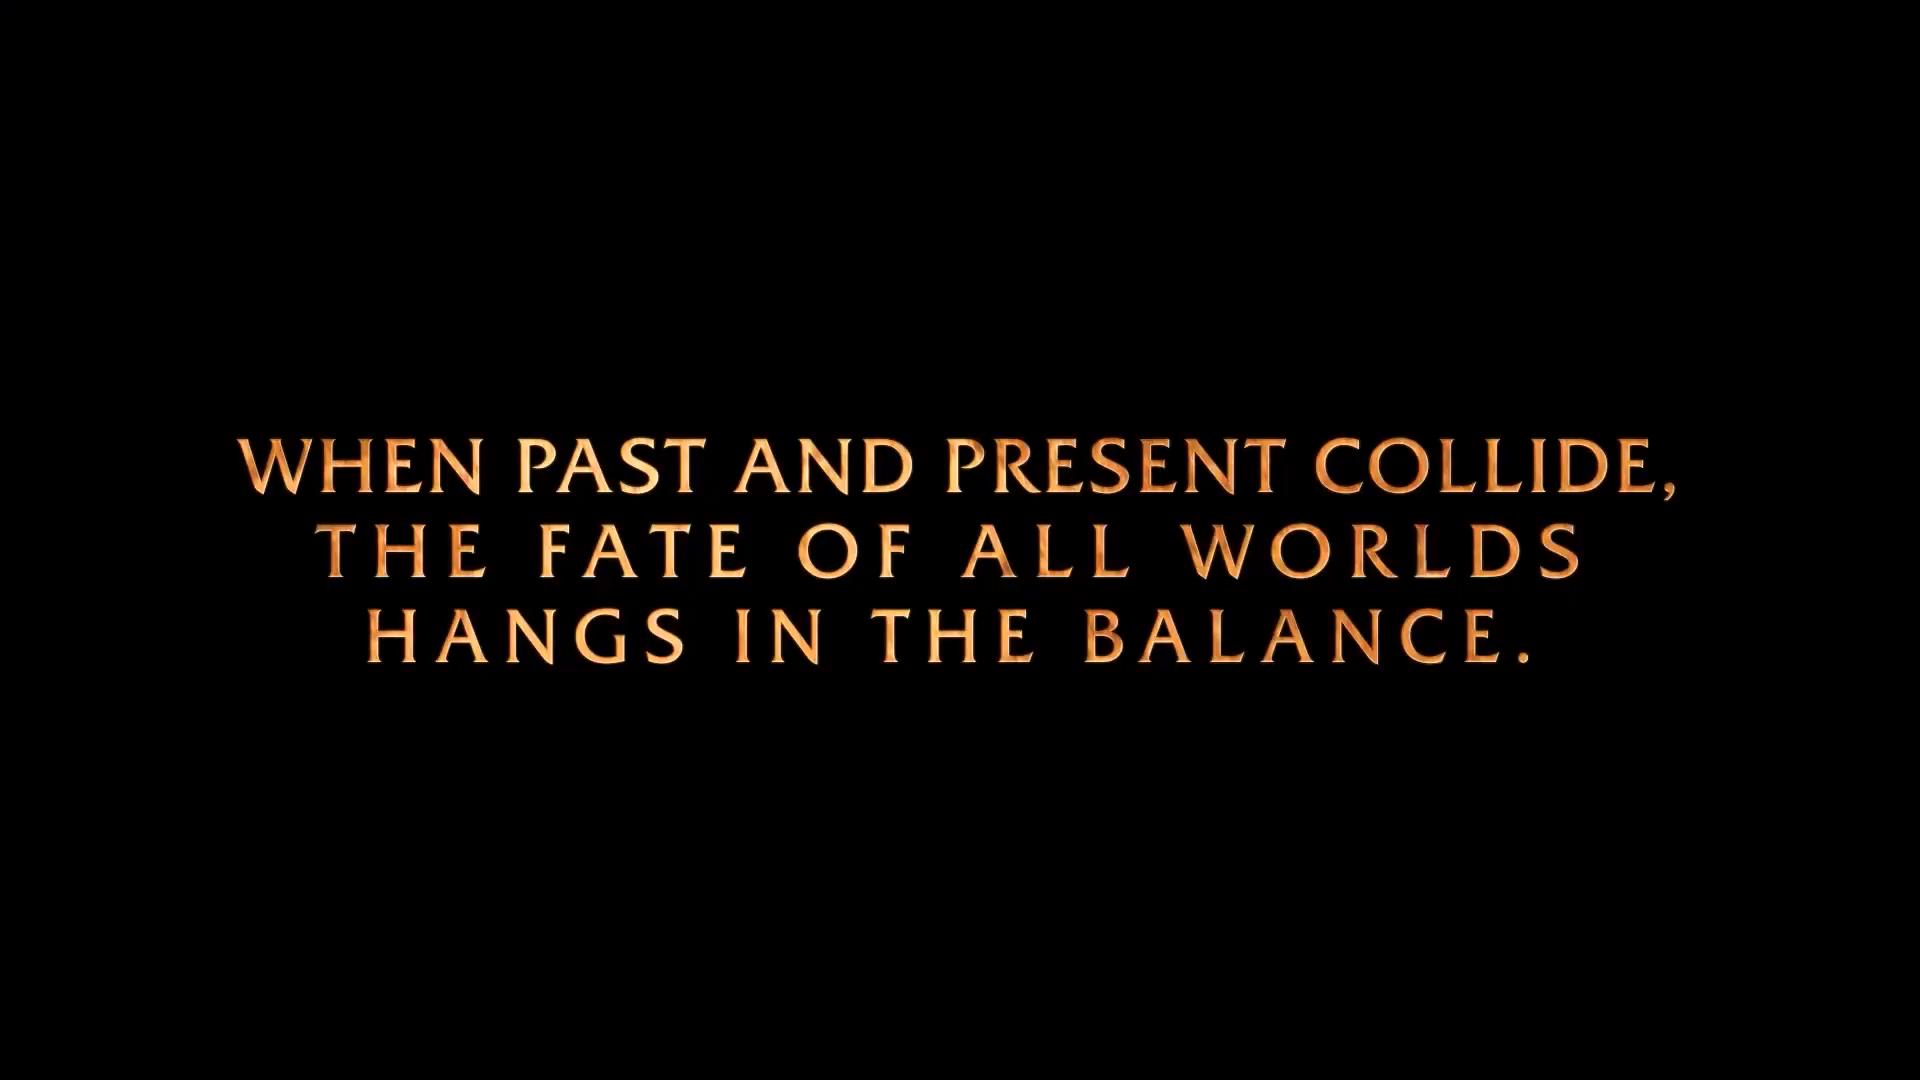 WHEN PAST AND PRESENT COLLIDE,
THE FATE OF ALL WORLDS
HANGS IN THE BALANCE.